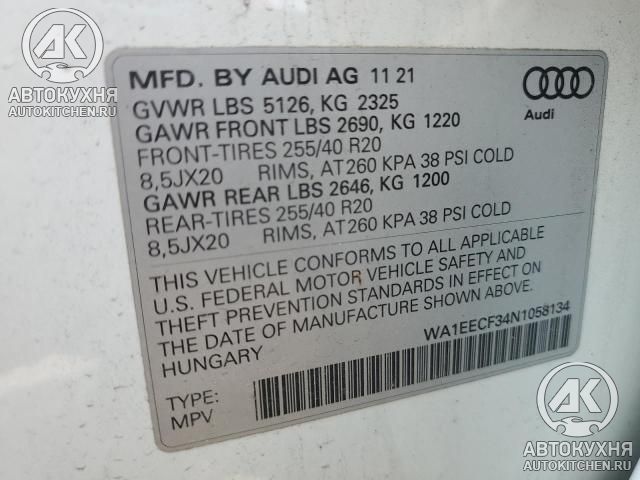 MFD. BY AUDI AG 11 21
GVWR LBS 5126, KG 2325
GAWR FRONT LBS 2690, KG 1220
FRONT-TIRES 255/40 R20
8,5JX20 RIMS, AT260 KPA 38 PSI COLD
GAWR REAR LBS 2646, KG 1200
REAR-TIRES 255/40 R20
8,5JX20 RIMS, AT260 KPA 38 PSI COLD
Audi
THIS VEHICLE CONFORMS TO ALL APPLICABLE
U.S. FEDERAL MOTOR VEHICLE SAFETY AND
THEFT PREVENTION STANDARDS IN EFFECT ON
THE DATE OF MANUFACTURE SHOWN ABOVE.
HUNGARY
WA1EECF34N1058134
TYPE:
MPV
АК
АВТОКУХНЯ
AUTOKITCHEN.RU
АК
АВТОКУХНЯ
AUTOKITCHEN.RU